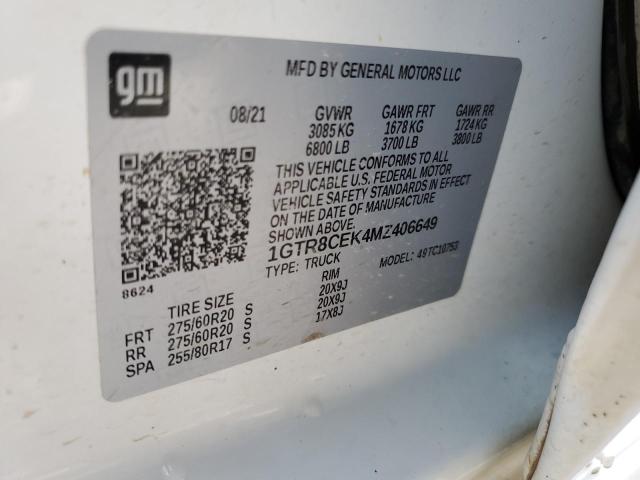 gm
MFD BY GENERAL MOTORS LLC
08/21 GVWR GAWR FRT GAWR RR
3085 KG 1678 KG 1724 KG
6800 LB 3700 LB 3800 LB
THIS VEHICLE CONFORMS TO ALL
APPLICABLE U.S. FEDERAL MOTOR
VEHICLE SAFETY STANDARDS IN EFFECT
ON THE DATE OF MANUFACTURE
1GTR8CEK4MZ406649
TYPE: TRUCK MODEL: 49TC10753
8624
TIRE SIZE RIM
FRT 275/60R20 S 20X9J
RR 275/60R20 S 20X9J
SPA 255/80R17 S 17X8J